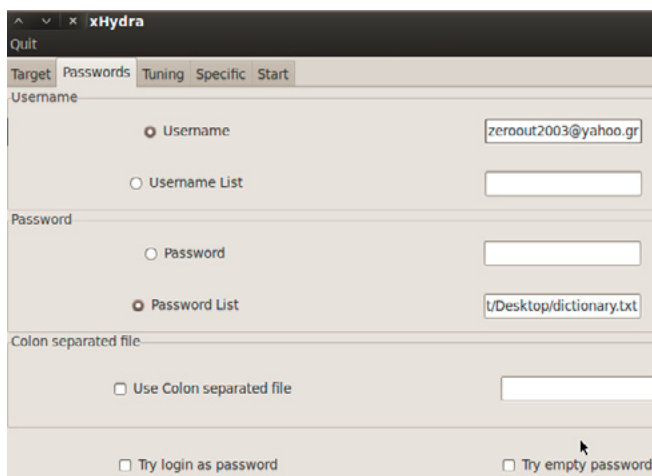 xHydra
Quit
Target Passwords Tuning Specific Start
Username
Username zeroout2003@yahoo.gr
Username List
Password
Password
Password List t/Desktop/dictionary.txt
Colon separated file
Use Colon separated file
Try login as password Try empty password